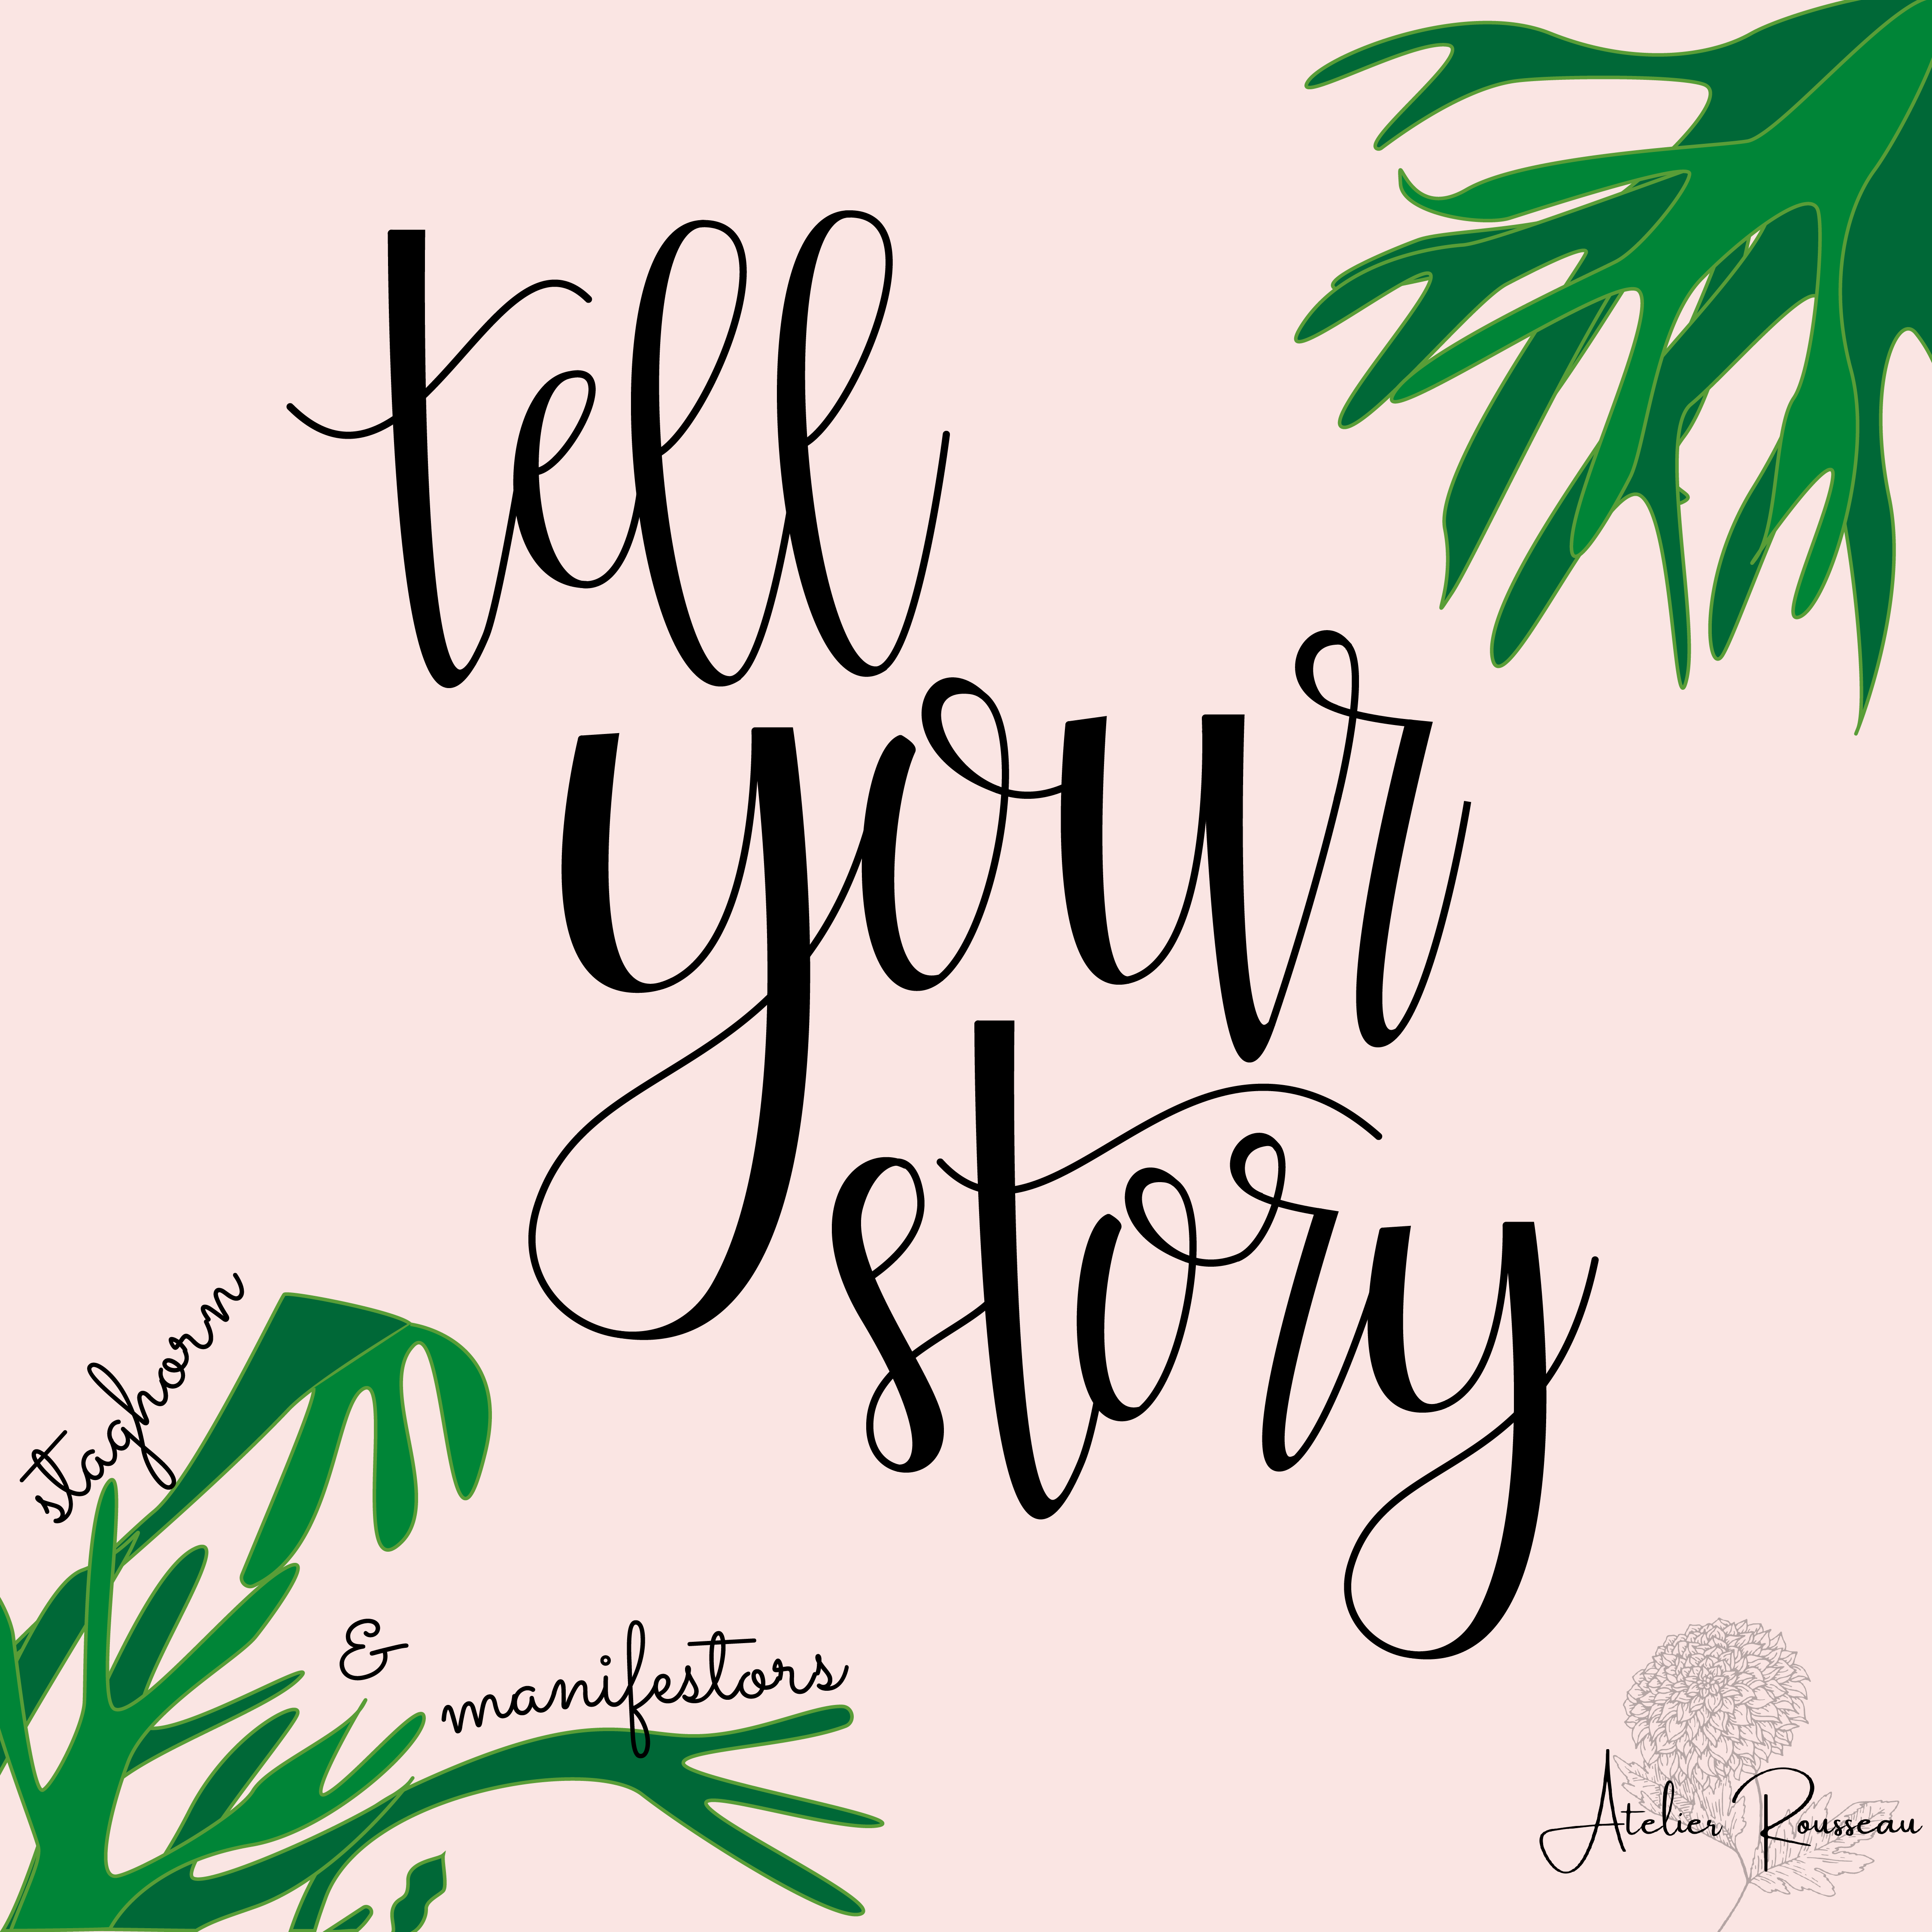 tell
your
story
staghorn
&
manifestors
Atelier Rousseau